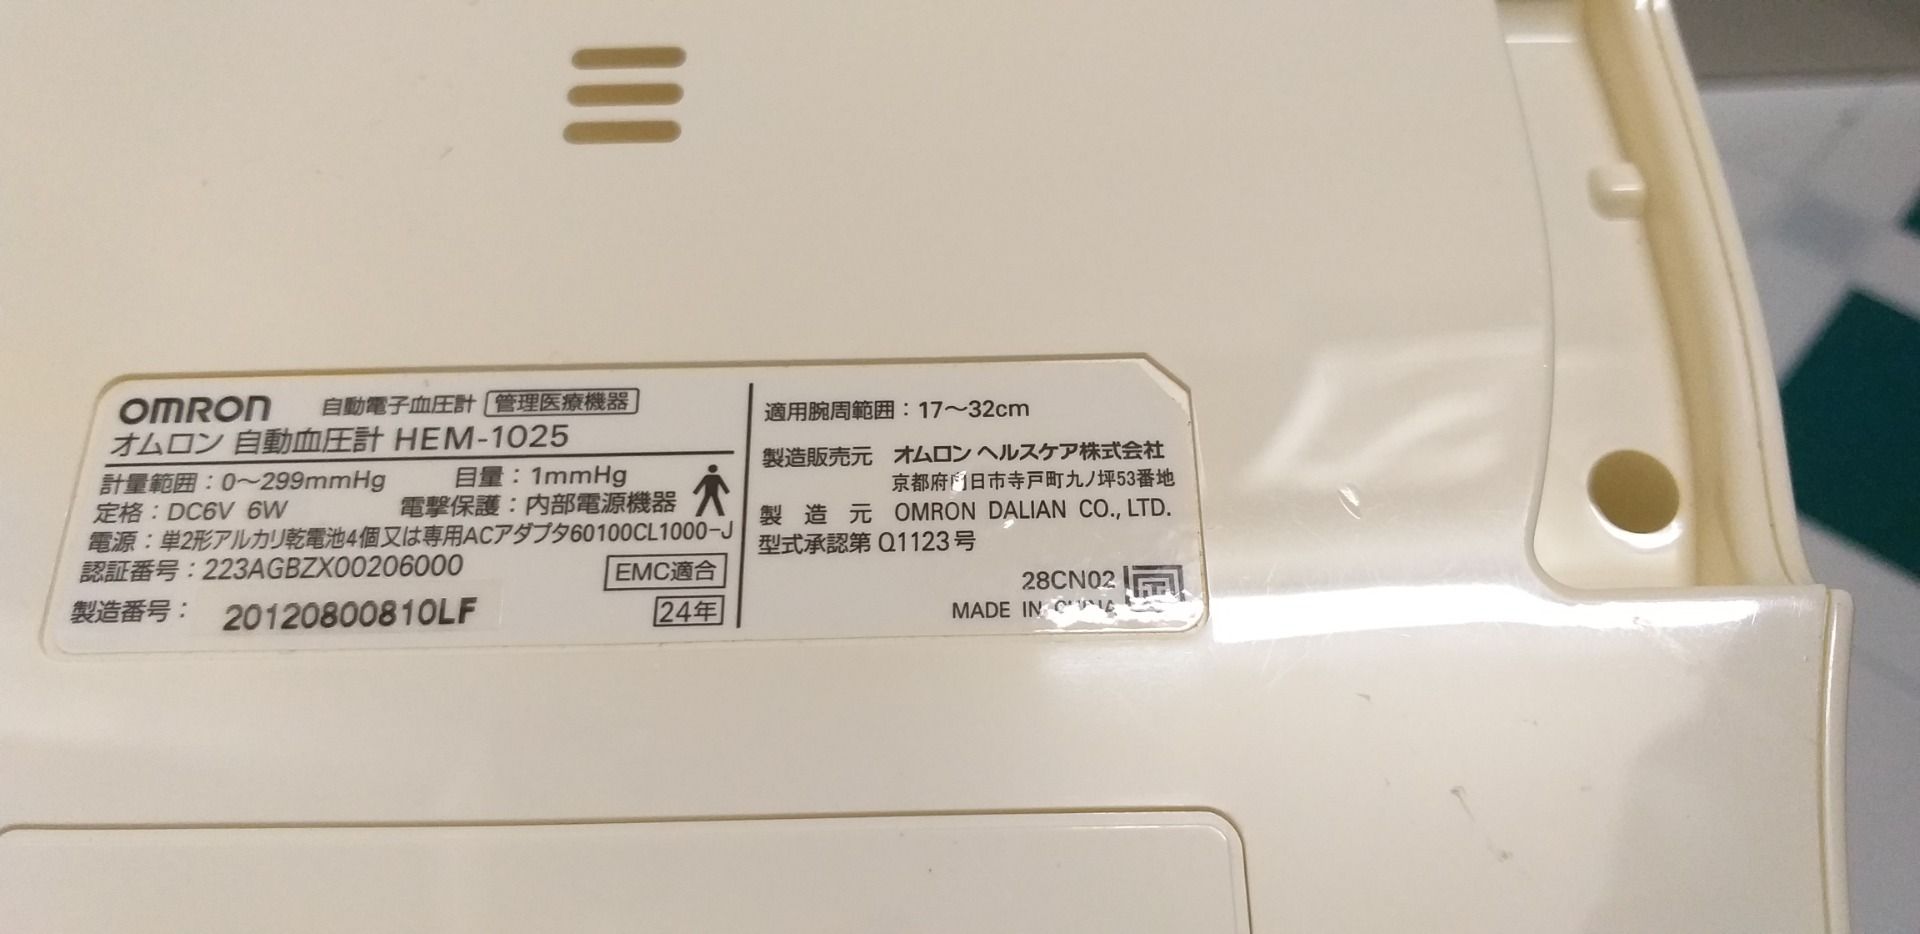 OMRON 自動電子血圧計 管理医療機器
オムロン 自動血圧計 HEM-1025
計量範囲：0～299mmHg 目量：1mmHg
定格：DC6V 6W 電撃保護：内部電源機器
電源：単2形アルカリ乾電池4個又は専用ACアダプタ60100CL1000-J
認証番号：223AGBZX00206000 EMC適合
製造番号： 20120800810LF 24年
適用腕周範囲：17～32cm
製造販売元 オムロン ヘルスケア株式会社
京都府向日市寺戸町九ノ坪53番地
製造元 OMRON DALIAN CO., LTD.
型式承認第Q1123号
28CN02
MADE IN CHINA